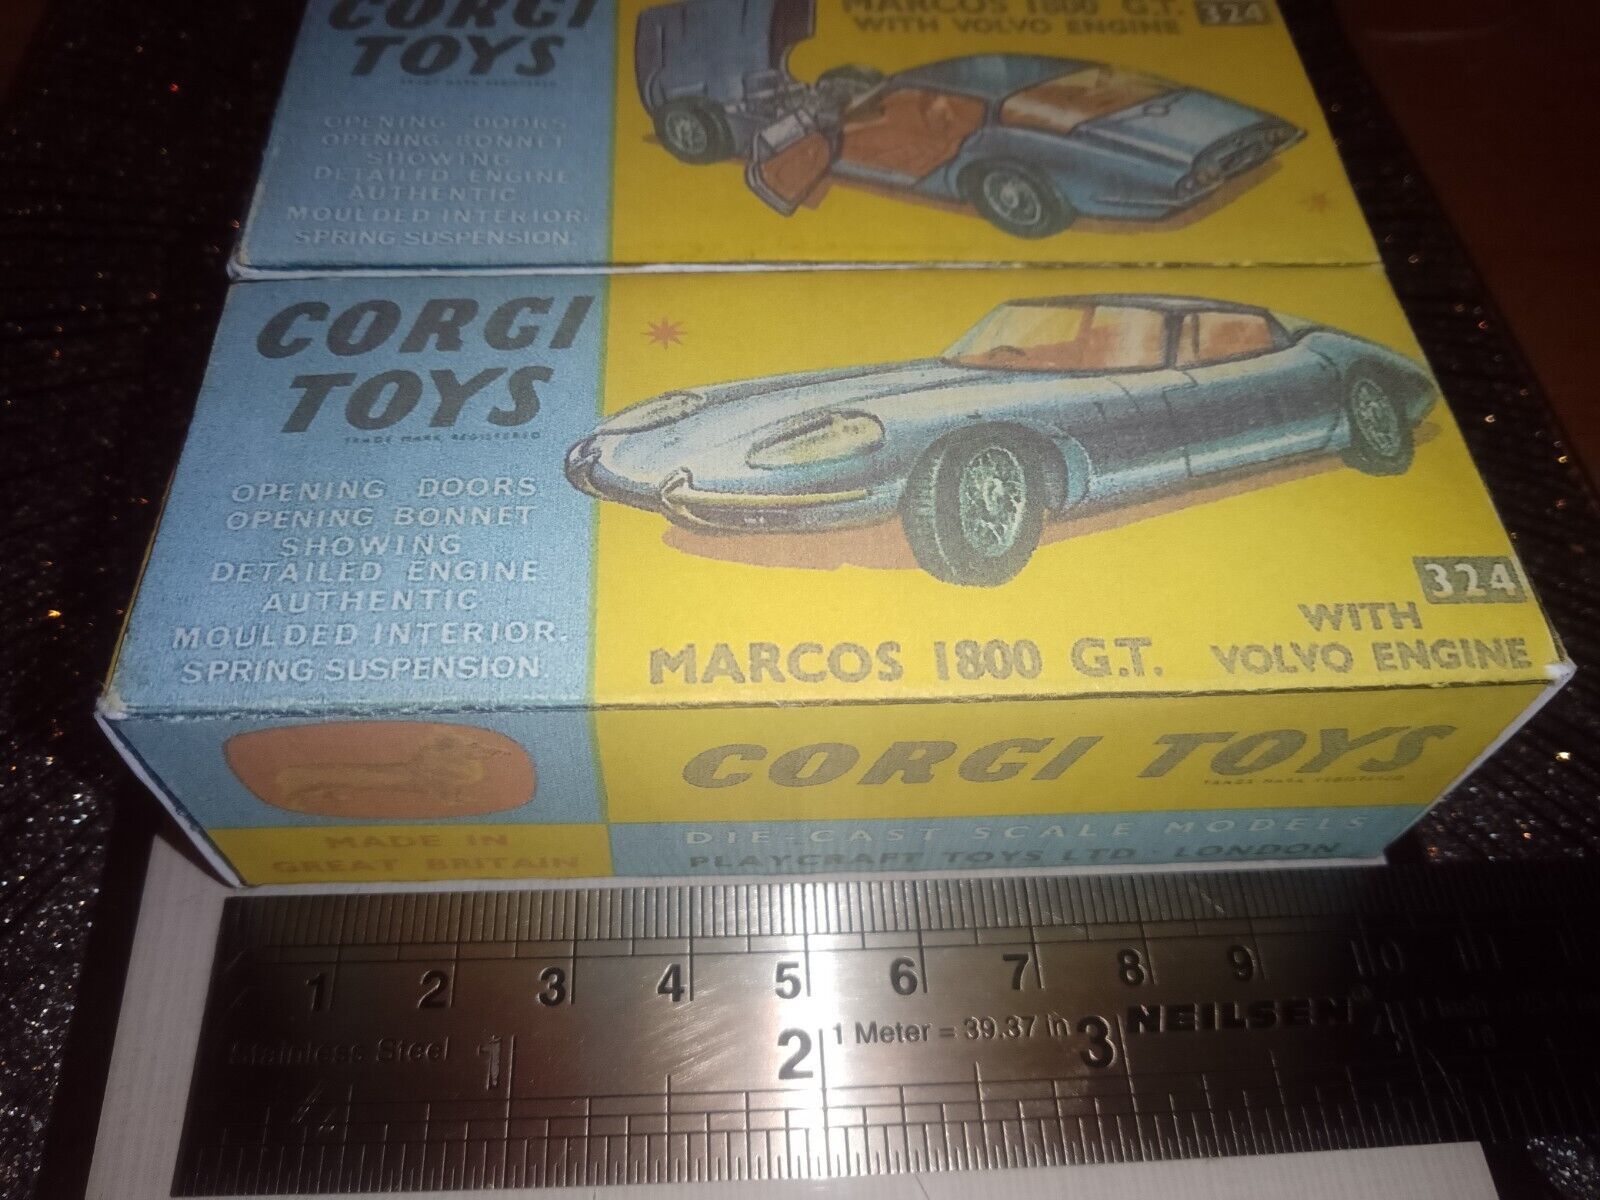 CORGI
TOYS
MARCOS 1800 G.T. 324
WITH VOLVO ENGINE
OPENING DOORS
OPENING BONNET
SHOWING
DETAILED ENGINE
AUTHENTIC
MOULDED INTERIOR.
SPRING SUSPENSION.
CORGI
TOYS
TRADE MARK REGISTERED
OPENING DOORS
OPENING BONNET
SHOWING
DETAILED ENGINE
AUTHENTIC
MOULDED INTERIOR.
SPRING SUSPENSION.
324
MARCOS 1800 G.T.
WITH
VOLVO ENGINE
CORGI TOYS
TRADE MARK REGISTERED
MADE IN
GREAT BRITAIN
DIE-CAST SCALE MODELS
PLAYCRAFT TOYS LTD. LONDON
1 2 3 4 5 6 7 8 9 10
Stainless Steel
1 2 3 4
1 Meter = 39.37 in
NEILSEN